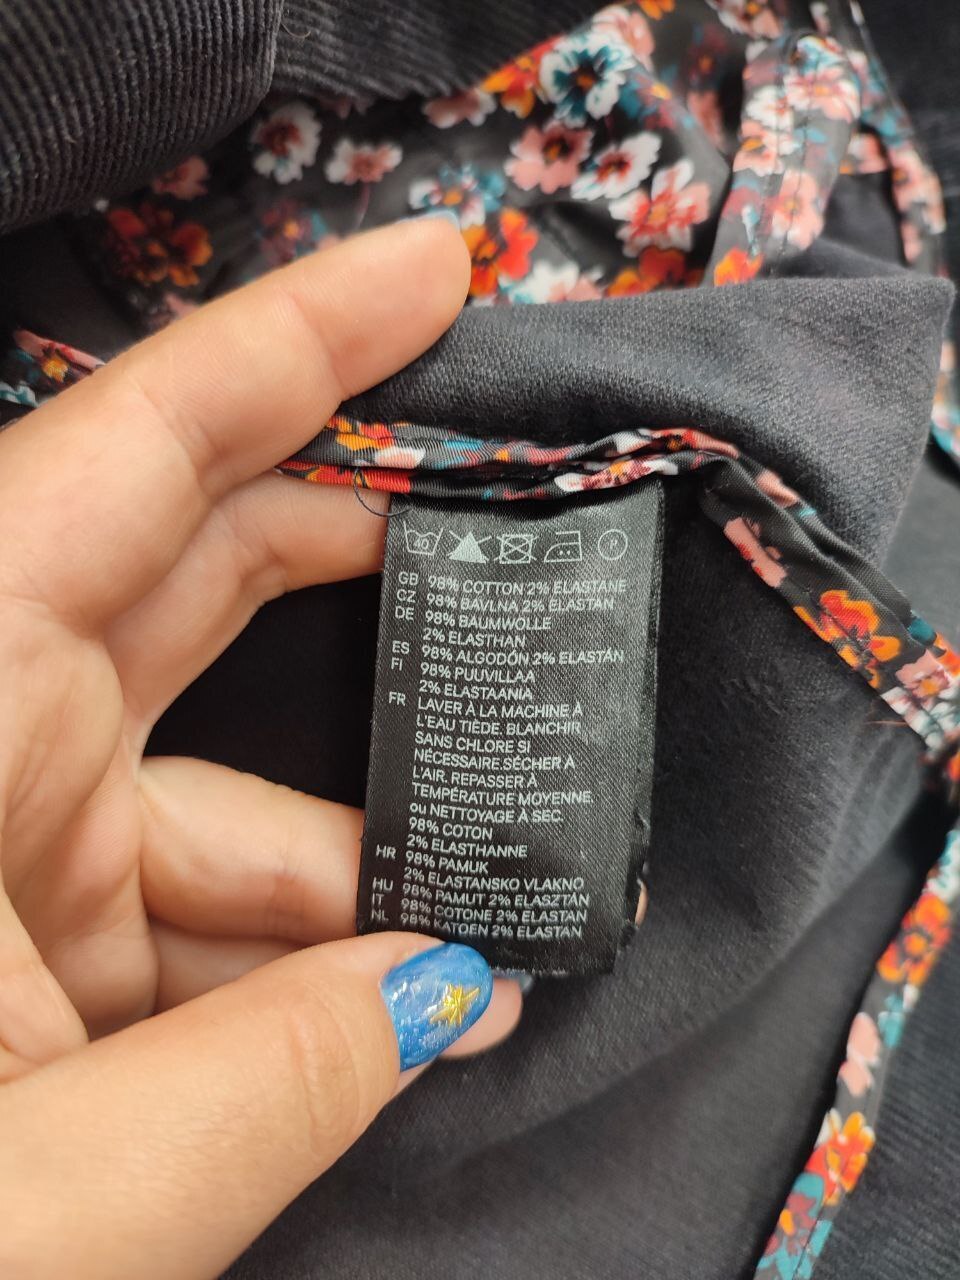 40
GB 98% COTTON 2% ELASTANE
CZ 98% BAVLNA 2% ELASTAN
DE 98% BAUMWOLLE
2% ELASTHAN
ES 98% ALGODÓN 2% ELASTÁN
FI 98% PUUVILLAA
2% ELASTAANIA
FR LAVER À LA MACHINE À
L'EAU TIÈDE. BLANCHIR
SANS CHLORE SI
NÉCESSAIRE.SÉCHER À
L'AIR. REPASSER À
TEMPÉRATURE MOYENNE.
ou NETTOYAGE À SEC.
98% COTON
2% ELASTHANNE
HR 98% PAMUK
2% ELASTANSKO VLAKNO
HU 98% PAMUT 2% ELASZTÁN
IT 98% COTONE 2% ELASTAN
NL 98% KATOEN 2% ELASTAN